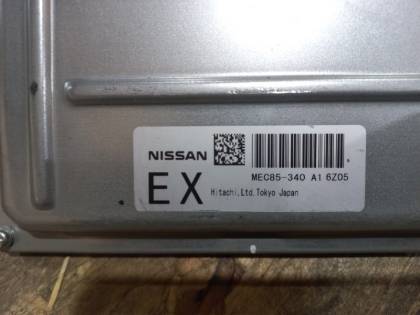 NISSAN
EX
MEC85-340 A1 6Z05
Hitachi,Ltd.Tokyo Japan